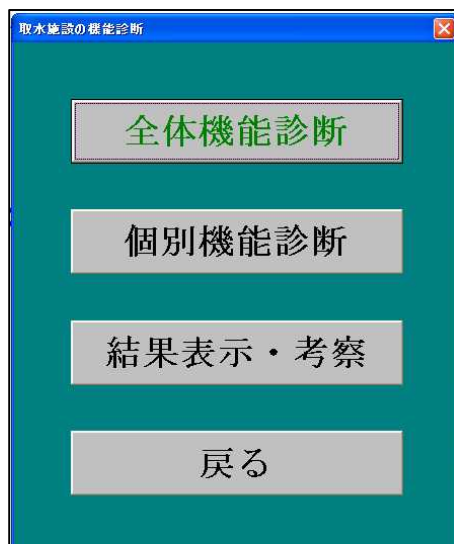 取水施設の機能診断
全体機能診断
個別機能診断
結果表示・考察
戻る